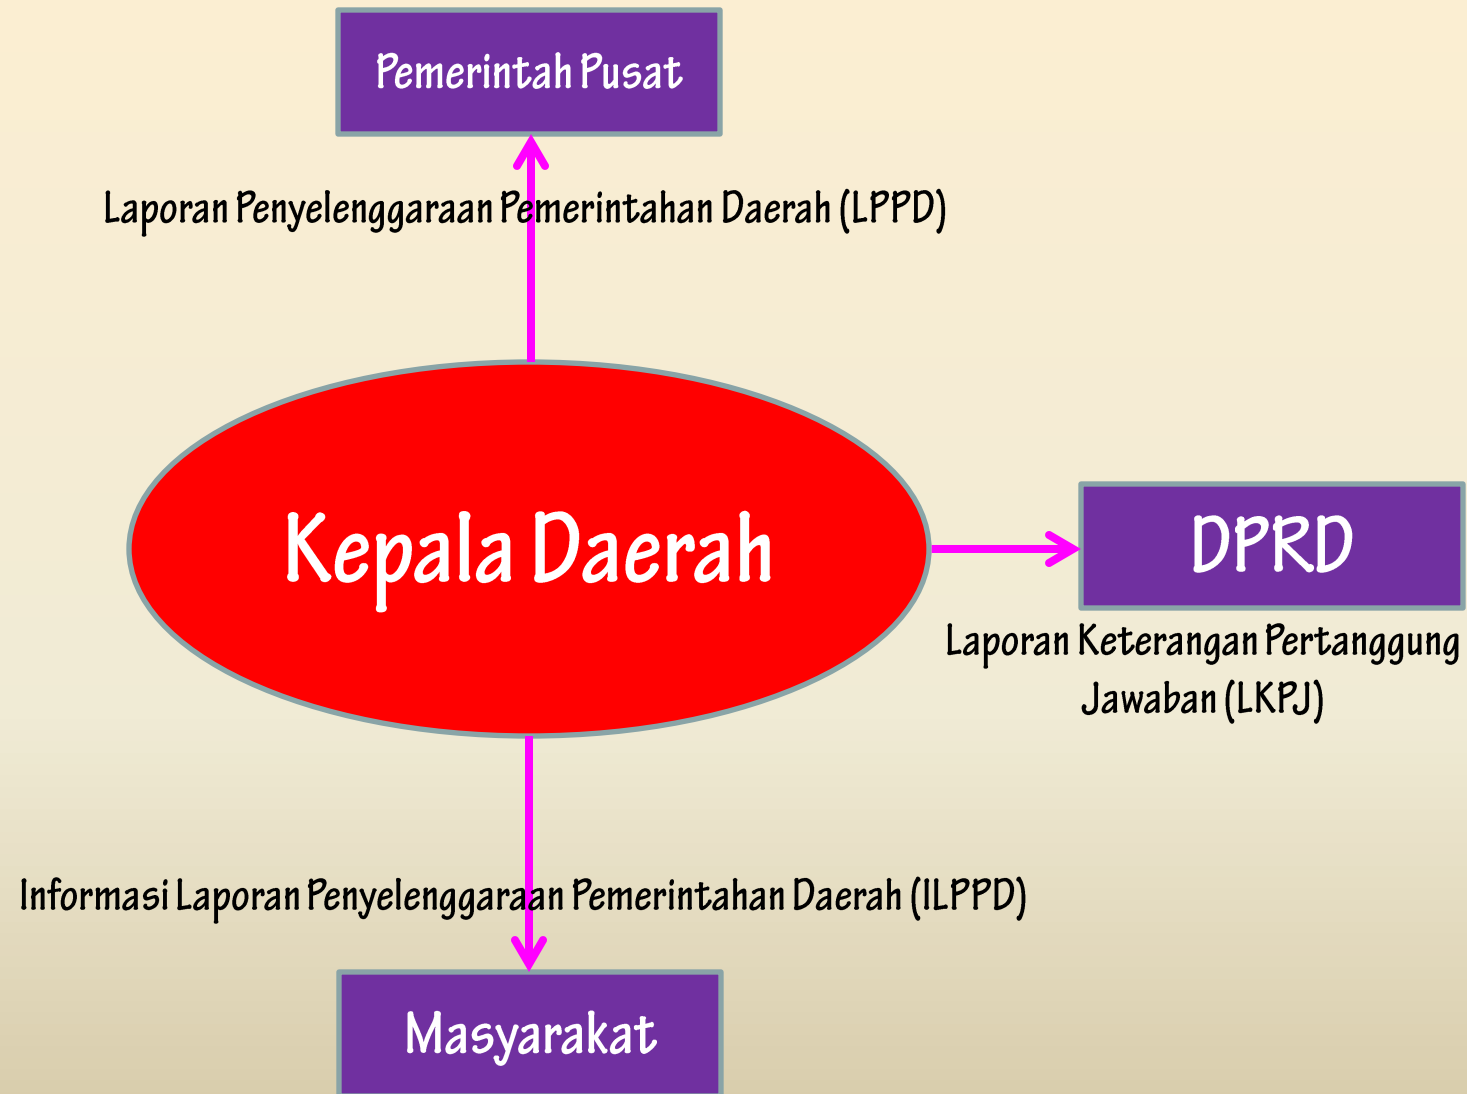 Pemerintah Pusat
Laporan Penyelenggaraan Pemerintahan Daerah (LPPD)
Kepala Daerah
DPRD
Laporan Keterangan Pertanggung
Jawaban (LKPJ)
Informasi Laporan Penyelenggaraan Pemerintahan Daerah (ILPPD)
Masyarakat